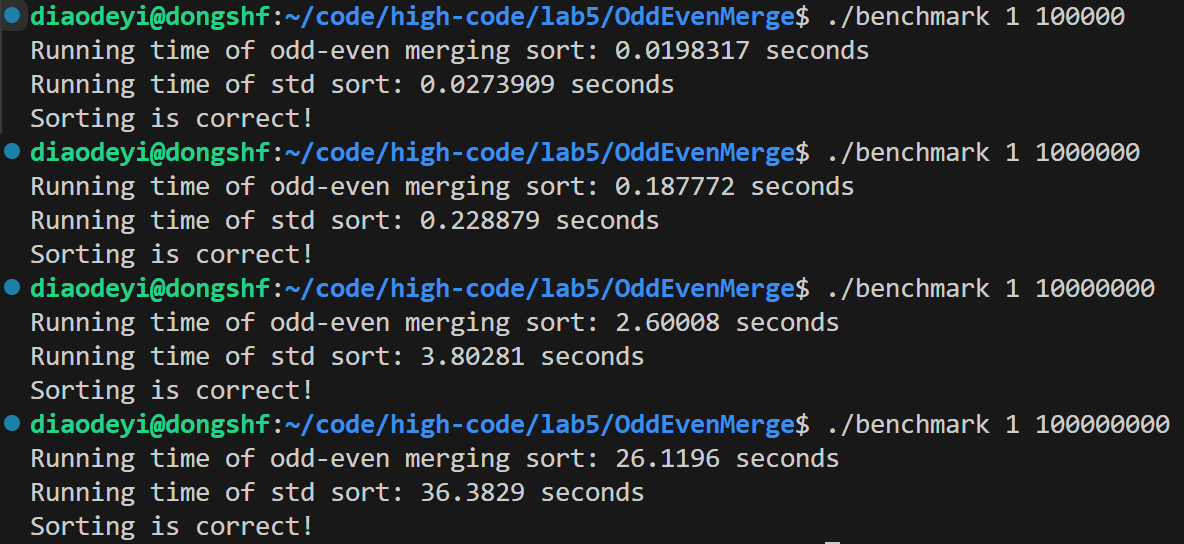 diaodeyi@dongshf:~/code/high-code/lab5/OddEvenMerge$ ./benchmark 1 100000
Running time of odd-even merging sort: 0.0198317 seconds
Running time of std sort: 0.0273909 seconds
Sorting is correct!
diaodeyi@dongshf:~/code/high-code/lab5/OddEvenMerge$ ./benchmark 1 1000000
Running time of odd-even merging sort: 0.187772 seconds
Running time of std sort: 0.228879 seconds
Sorting is correct!
diaodeyi@dongshf:~/code/high-code/lab5/OddEvenMerge$ ./benchmark 1 10000000
Running time of odd-even merging sort: 2.60008 seconds
Running time of std sort: 3.80281 seconds
Sorting is correct!
diaodeyi@dongshf:~/code/high-code/lab5/OddEvenMerge$ ./benchmark 1 100000000
Running time of odd-even merging sort: 26.1196 seconds
Running time of std sort: 36.3829 seconds
Sorting is correct!